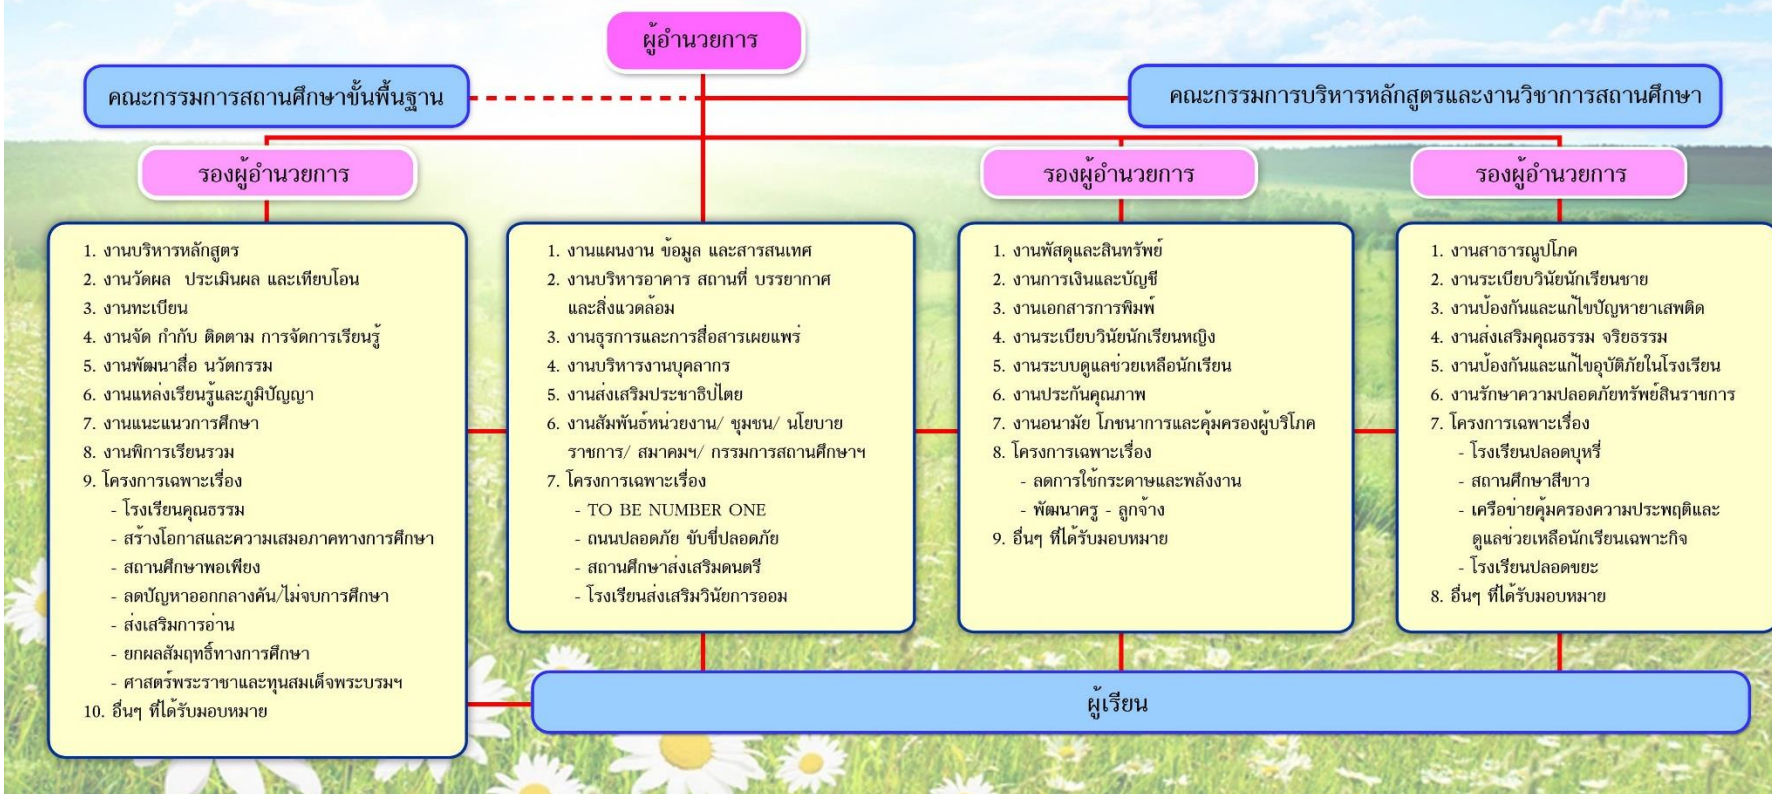 ผู้อำนวยการ
คณะกรรมการสถานศึกษาขั้นพื้นฐาน
คณะกรรมการบริหารหลักสูตรและงานวิชาการสถานศึกษา
รองผู้อำนวยการ
รองผู้อำนวยการ
รองผู้อำนวยการ
1. งานบริหารหลักสูตร
2. งานวัดผล ประเมินผล และเทียบโอน
3. งานทะเบียน
4. งานจัด กำกับ ติดตาม การจัดการเรียนรู้
5. งานพัฒนาสื่อ นวัตกรรม
6. งานแหล่งเรียนรู้และภูมิปัญญา
7. งานแนะแนวการศึกษา
8. งานพิการเรียนรวม
9. โครงการเฉพาะเรื่อง
- โรงเรียนคุณธรรม
- สร้างโอกาสและความเสมอภาคทางการศึกษา
- สถานศึกษาพอเพียง
- ลดปัญหาออกกลางคัน/ไม่จบการศึกษา
- ส่งเสริมการอ่าน
- ยกผลสัมฤทธิ์ทางการศึกษา
- ศาสตร์พระราชาและทุนสมเด็จพระบรมฯ
10. อื่นๆ ที่ได้รับมอบหมาย
1. งานแผนงาน ข้อมูล และสารสนเทศ
2. งานบริหารอาคาร สถานที่ บรรยากาศ
และสิ่งแวดล้อม
3. งานธุรการและการสื่อสารเผยแพร่
4. งานบริหารงานบุคลากร
5. งานส่งเสริมประชาธิปไตย
6. งานสัมพันธ์หน่วยงาน/ ชุมชน/ นโยบาย
ราชการ/ สมาคมฯ/ กรรมการสถานศึกษาฯ
7. โครงการเฉพาะเรื่อง
- TO BE NUMBER ONE
- ถนนปลอดภัย ขับขี่ปลอดภัย
- สถานศึกษาส่งเสริมดนตรี
- โรงเรียนส่งเสริมวินัยการออม
1. งานพัสดุและสินทรัพย์
2. งานการเงินและบัญชี
3. งานเอกสารการพิมพ์
4. งานระเบียบวินัยนักเรียนหญิง
5. งานระบบดูแลช่วยเหลือนักเรียน
6. งานประกันคุณภาพ
7. งานอนามัย โภชนาการและคุ้มครองผู้บริโภค
8. โครงการเฉพาะเรื่อง
- ลดการใช้กระดาษและพลังงาน
- พัฒนาครู - ลูกจ้าง
9. อื่นๆ ที่ได้รับมอบหมาย
1. งานสาธารณูปโภค
2. งานระเบียบวินัยนักเรียนชาย
3. งานป้องกันและแก้ไขปัญหายาเสพติด
4. งานส่งเสริมคุณธรรม จริยธรรม
5. งานป้องกันและแก้ไขอุบัติภัยในโรงเรียน
6. งานรักษาความปลอดภัยทรัพย์สินราชการ
7. โครงการเฉพาะเรื่อง
- โรงเรียนปลอดบุหรี่
- สถานศึกษาสีขาว
- เครือข่ายคุ้มครองความประพฤติและ
ดูแลช่วยเหลือนักเรียนเฉพาะกิจ
- โรงเรียนปลอดขยะ
8. อื่นๆ ที่ได้รับมอบหมาย
ผู้เรียน